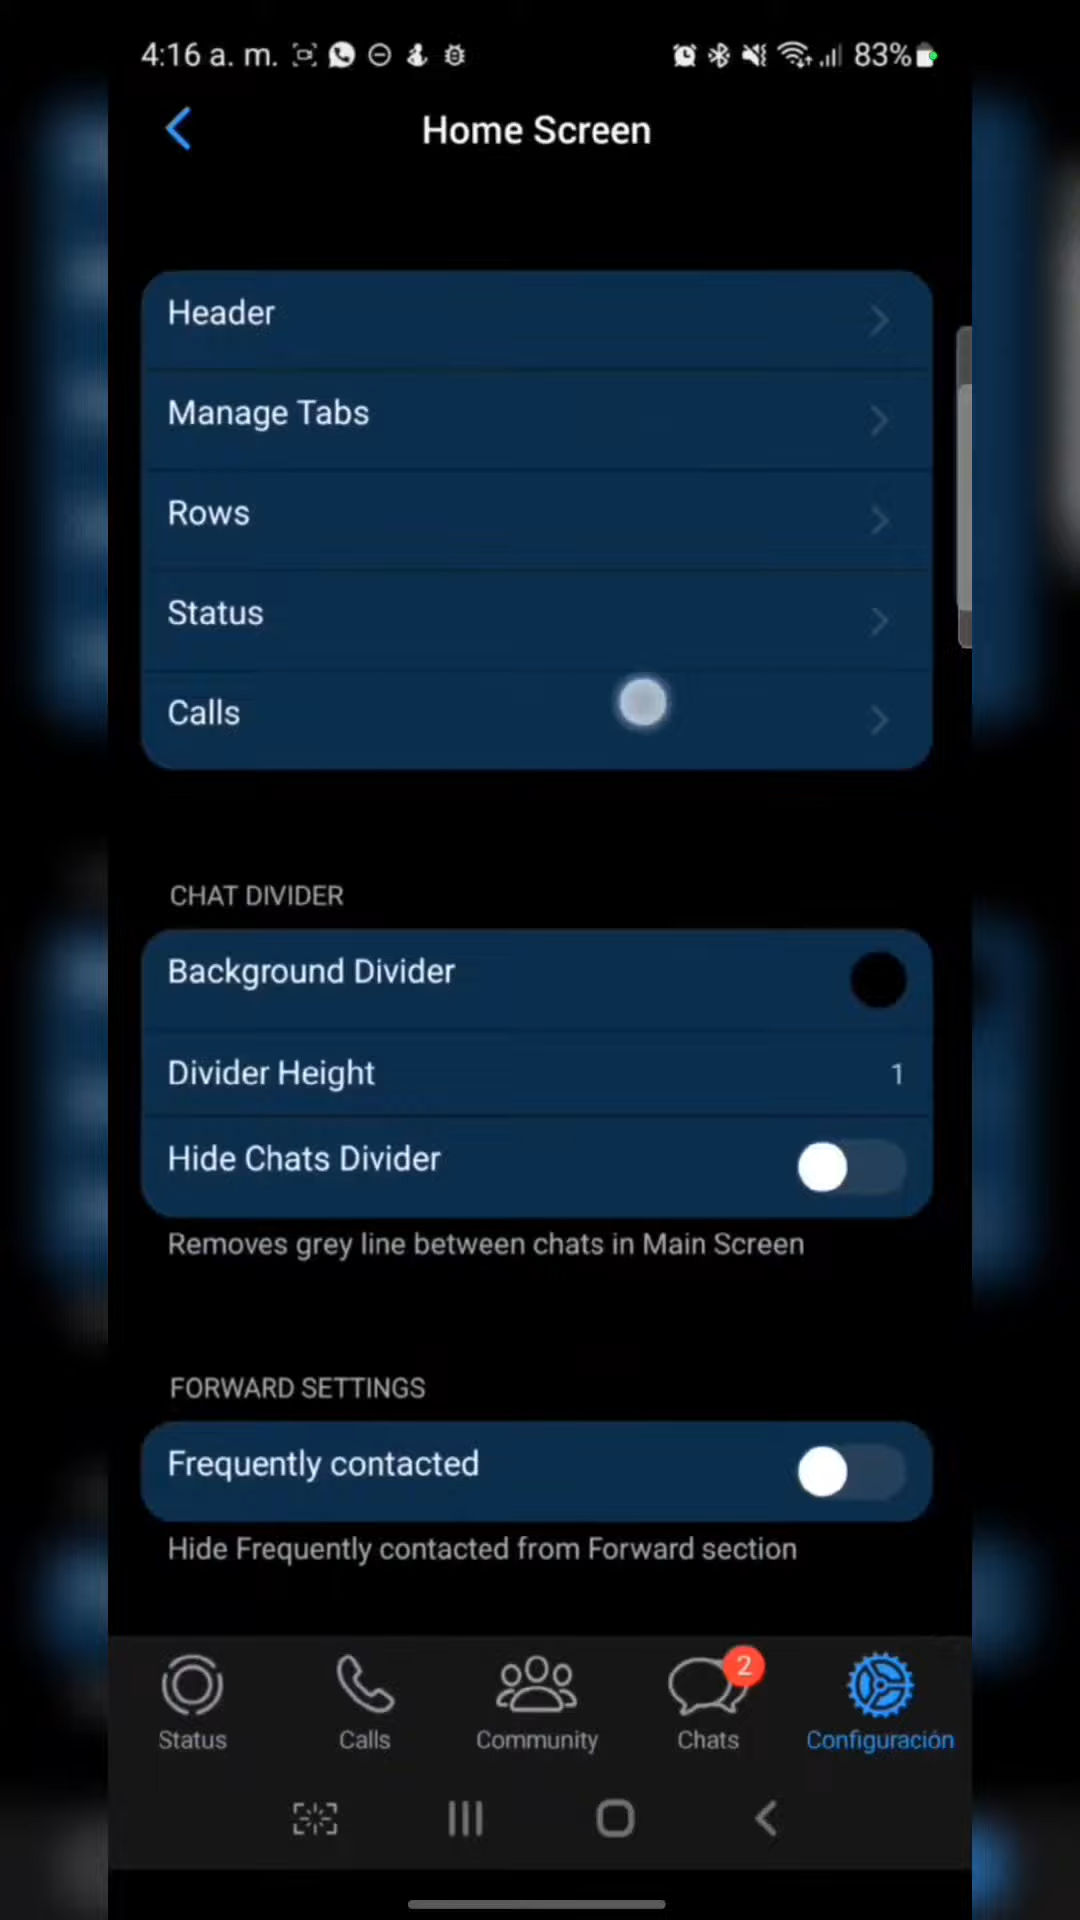 4:16 a. m. 83%
Home Screen
Header
Manage Tabs
Rows
Status
Calls
CHAT DIVIDER
Background Divider
Divider Height 1
Hide Chats Divider
Removes grey line between chats in Main Screen
FORWARD SETTINGS
Frequently contacted
Hide Frequently contacted from Forward section
2
Status Calls Community Chats Configuración